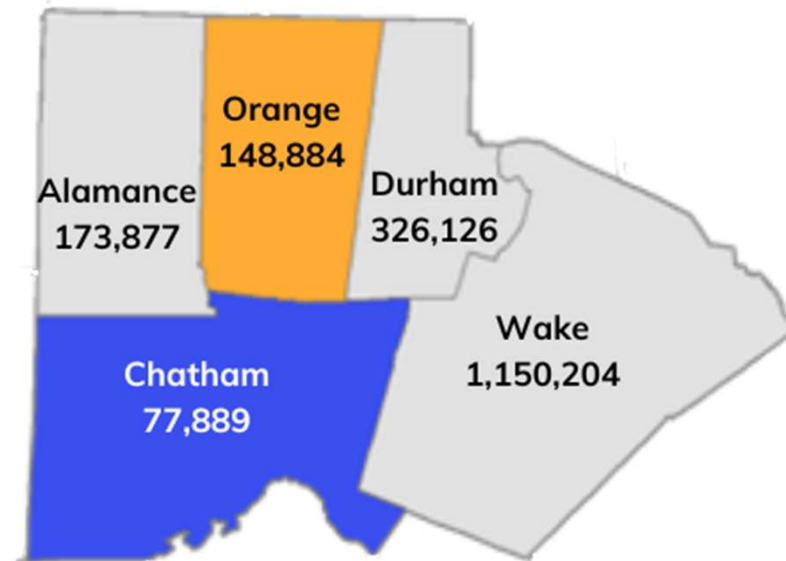 Orange
148,884
Alamance
173,877
Durham
326,126
Wake
1,150,204
Chatham
77,889